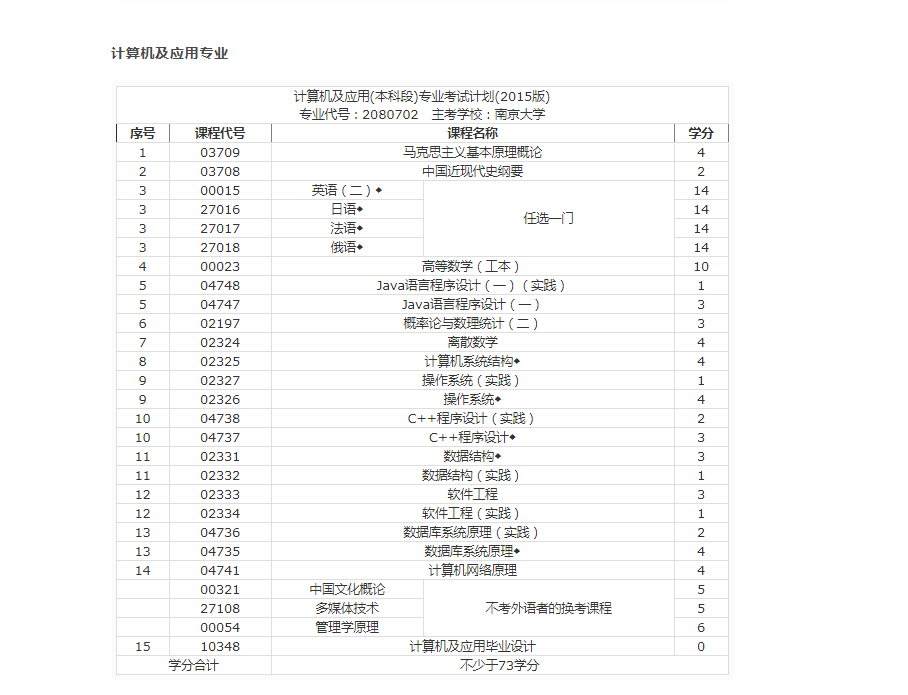 计算机及应用专业
计算机及应用(本科段)专业考试计划(2015版)
专业代号：2080702 主考学校：南京大学
序号 课程代号 课程名称 学分
1 03709 马克思主义基本原理概论 4
2 03708 中国近现代史纲要 2
3 00015 英语（二）◆ 14
3 27016 日语◆ 14
任选一门
3 27017 法语◆ 14
3 27018 俄语◆ 14
4 00023 高等数学（工本） 10
5 04748 Java语言程序设计（一）（实践） 1
5 04747 Java语言程序设计（一） 3
6 02197 概率论与数理统计（二） 3
7 02324 离散数学 4
8 02325 计算机系统结构◆ 4
9 02327 操作系统（实践） 1
9 02326 操作系统◆ 4
10 04738 C++程序设计（实践） 2
10 04737 C++程序设计◆ 3
11 02331 数据结构◆ 3
11 02332 数据结构（实践） 1
12 02333 软件工程 3
12 02334 软件工程（实践） 1
13 04736 数据库系统原理（实践） 2
13 04735 数据库系统原理◆ 4
14 04741 计算机网络原理 4
00321 中国文化概论 5
27108 多媒体技术 不考外语者的换考课程 5
00054 管理学原理 6
15 10348 计算机及应用毕业设计 0
学分合计 不少于73学分